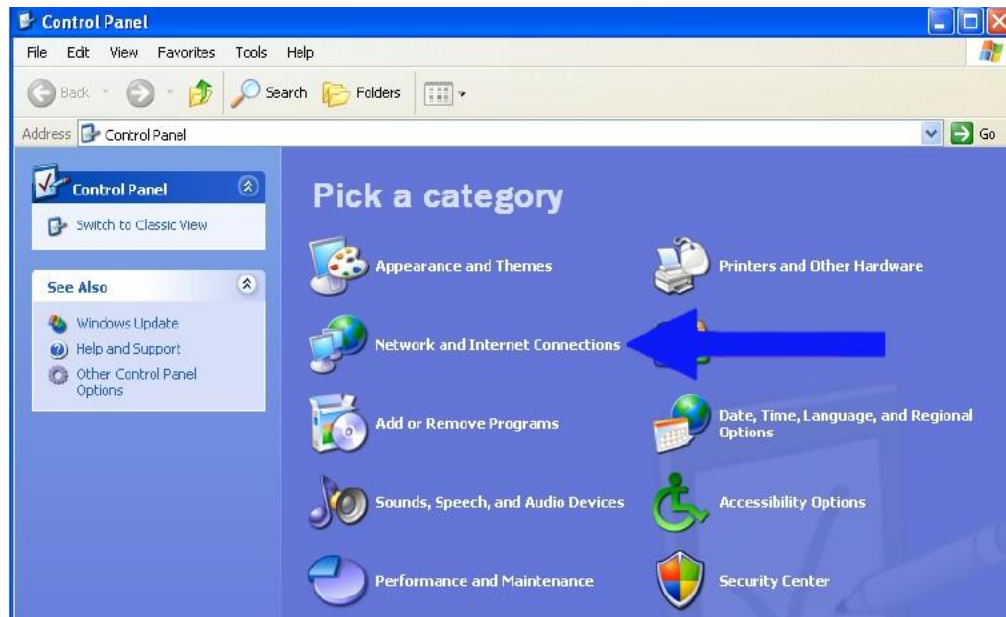 Control Panel
File Edit View Favorites Tools Help
Back Search Folders
Address Control Panel Go
Control Panel
Switch to Classic View
See Also
Windows Update
Help and Support
Other Control Panel
Options
Pick a category
Appearance and Themes
Printers and Other Hardware
Network and Internet Connections
Add or Remove Programs
Date, Time, Language, and Regional
Options
Sounds, Speech, and Audio Devices
Accessibility Options
Performance and Maintenance
Security Center